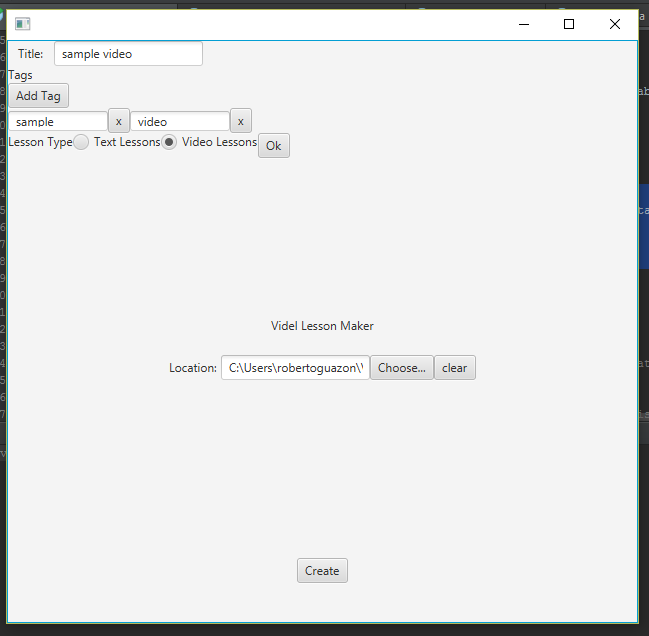 Title: sample video
Tags
Add Tag
sample x video x
Lesson Type Text Lessons Video Lessons Ok
Videl Lesson Maker
Location: C:\Users\robertoguazon\\ Choose... clear
Create